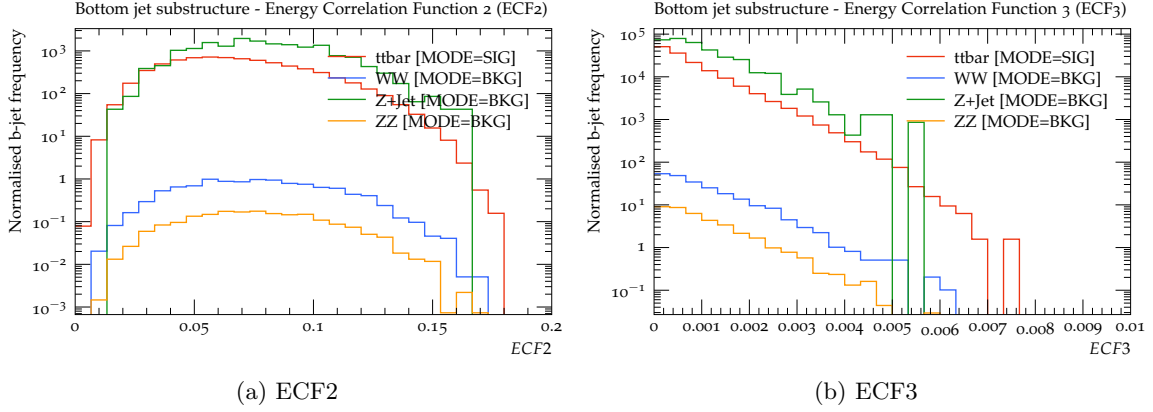 Bottom jet substructure - Energy Correlation Function 2 (ECF2)
Normalised b-jet frequency
10³
10²
10¹
1
10⁻¹
10⁻²
10⁻³
ttbar [MODE=SIG]
WW [MODE=BKG]
Z+Jet [MODE=BKG]
ZZ [MODE=BKG]
0 0.05 0.1 0.15 0.2
ECF2
(a) ECF2
Bottom jet substructure - Energy Correlation Function 3 (ECF3)
Normalised b-jet frequency
10⁵
10⁴
10³
10²
10¹
1
10⁻¹
ttbar [MODE=SIG]
WW [MODE=BKG]
Z+Jet [MODE=BKG]
ZZ [MODE=BKG]
0 0.001 0.002 0.003 0.004 0.005 0.006 0.007 0.008 0.009 0.01
ECF3
(b) ECF3